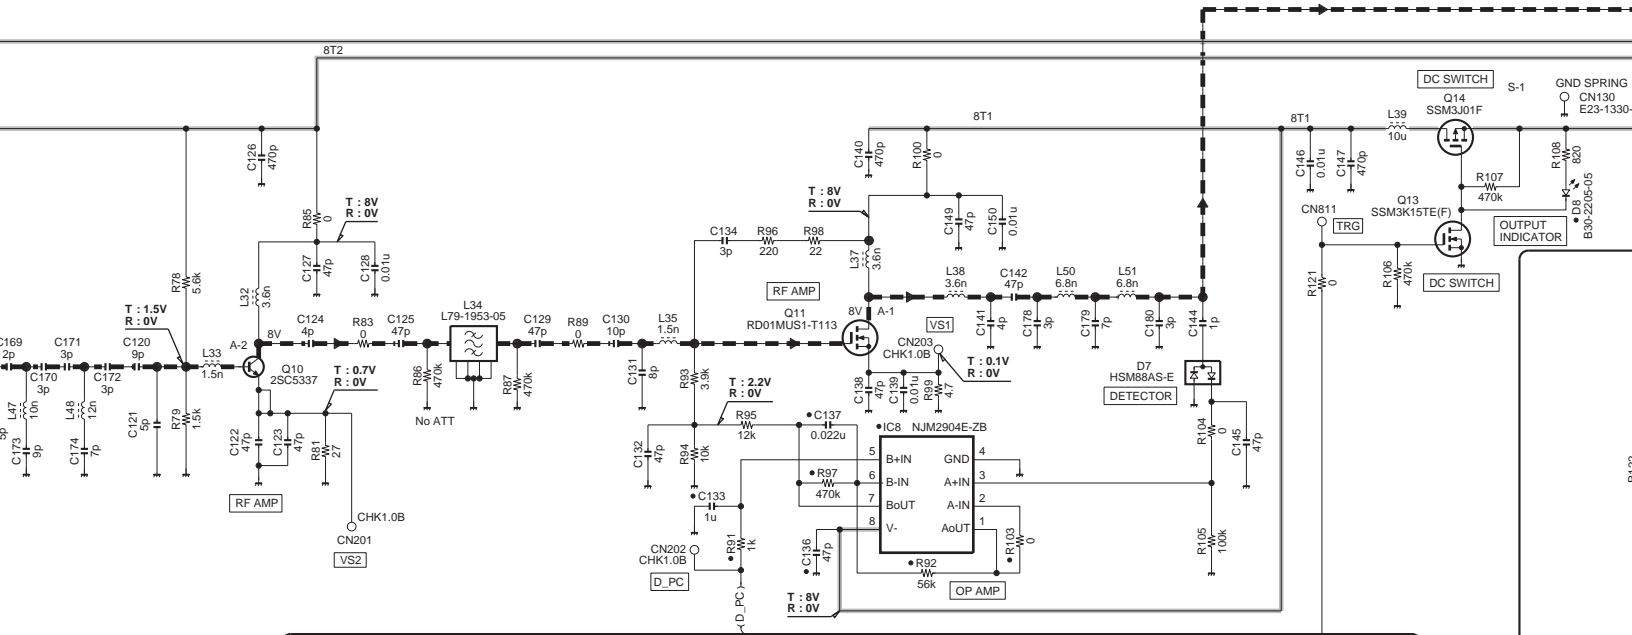 8T2
8T1
8T1
DC SWITCH
S-1
Q14
SSM3J01F
GND SPRING
CN130
E23-1330-
L39
10u
C126
470p
C140
470p
R100
0
C146
0.01u
C147
470p
R108
820
R107
470k
D8
B30-2205-05
T : 8V
R : 0V
T : 8V
R : 0V
R85
0
C149
47p
C150
0.01u
CN811
TRG
Q13
SSM3K15TE(F)
OUTPUT
INDICATOR
DC SWITCH
R106
470k
R121
0
C134
3p
R96
220
R98
22
L37
3.6n
R78
5.6k
L32
3.6n
C127
47p
C128
0.01u
RF AMP
Q11
RD01MUS1-T113
8V
A-1
L38
3.6n
C142
47p
L50
6.8n
L51
6.8n
VS1
C141
4p
C178
3p
C179
7p
C180
3p
C144
1p
T : 1.5V
R : 0V
A-2
8V
C124
4p
R83
0
C125
47p
L34
L79-1953-05
C129
47p
R89
0
C130
10p
L35
1.5n
C169
2p
C171
3p
C120
9p
L33
1.5n
C170
3p
C172
3p
Q10
2SC5337
T : 0.7V
R : 0V
R86
470k
No ATT
R87
470k
C131
8p
R93
3.9k
T : 2.2V
R : 0V
CN203
CHK1.0B
T : 0.1V
R : 0V
C138
47p
C139
0.01u
R99
4.7
D7
HSM88AS-E
DETECTOR
L47
10n
L48
12n
5p
C173
9p
C174
7p
C121
5p
R79
1.5k
C122
47p
C123
47p
R81
27
RF AMP
CHK1.0B
CN201
VS2
C132
47p
R94
10k
R95
12k
C137
0.022u
R97
470k
IC8 NJM2904E-ZB
5 B+IN
6 B-IN
7 BoUT
8 V-
GND 4
A+IN 3
A-IN 2
AoUT 1
R104
0
C145
47p
R105
100k
C133
1u
R91
1k
CN202
CHK1.0B
D_PC
D_PC
C136
47p
R92
56k
R103
0
OP AMP
T : 8V
R : 0V